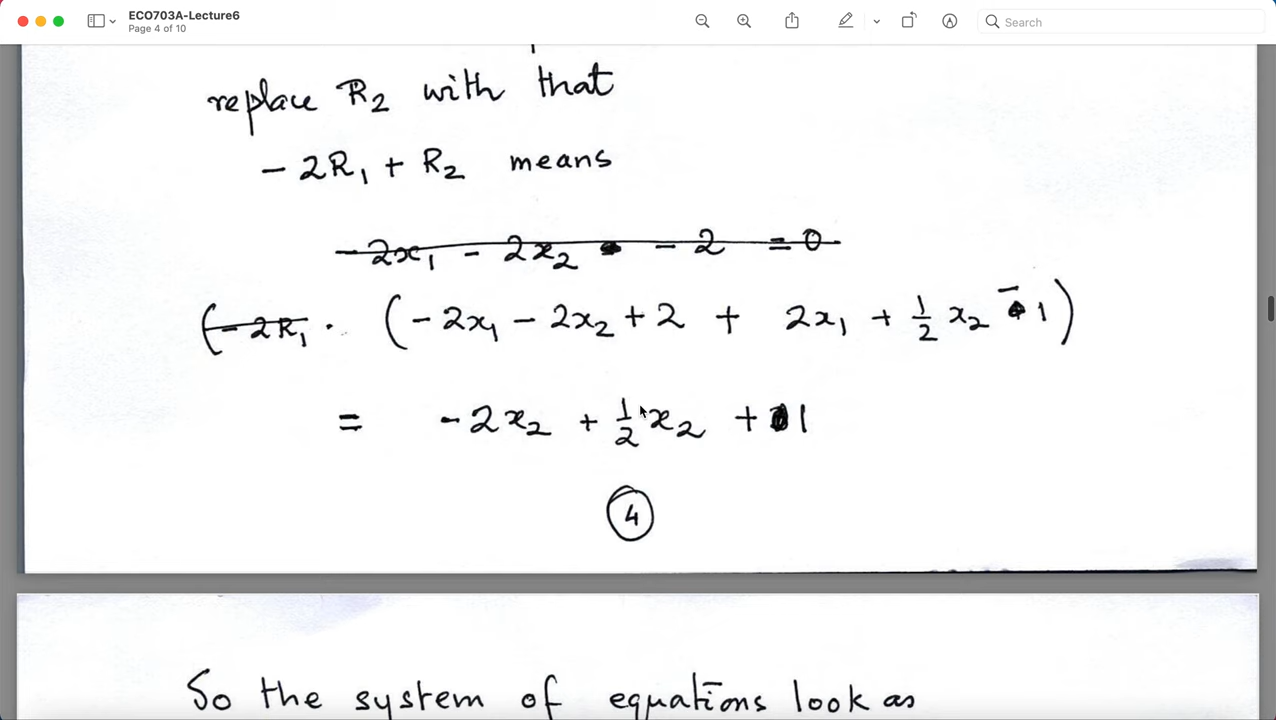 ECO703A-Lecture6
Page 4 of 10
Search
replace R₂ with that
- 2R₁ + R₂ means
- 2x₁ - 2x₂ - 2 = 0
(-2R₁ · (-2x₁ - 2x₂ + 2 + 2x₁ + 1/2 x₂ - 1)
= -2x₂ + 1/2 x₂ + 1
4
So the system of equations look as